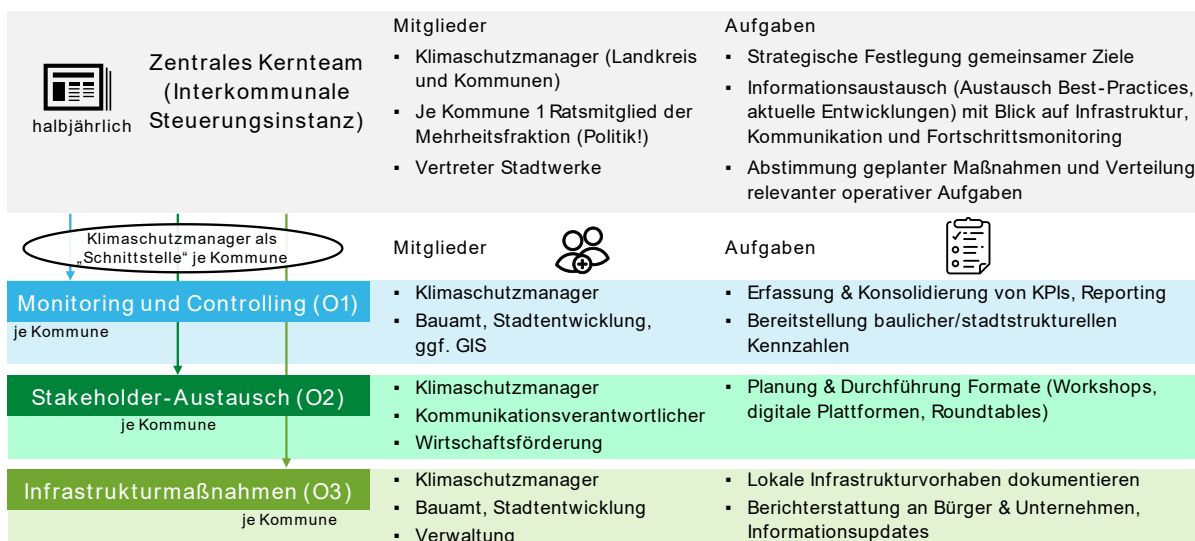 halbjährlich
Zentrales Kernteam
(Interkommunale
Steuerungsinstanz)
Mitglieder
▪ Klimaschutzmanager (Landkreis
und Kommunen)
▪ Je Kommune 1 Ratsmitglied der
Mehrheitsfraktion (Politik!)
▪ Vertreter Stadtwerke
Aufgaben
▪ Strategische Festlegung gemeinsamer Ziele
▪ Informationsaustausch (Austausch Best-Practices,
aktuelle Entwicklungen) mit Blick auf Infrastruktur,
Kommunikation und Fortschrittsmonitoring
▪ Abstimmung geplanter Maßnahmen und Verteilung
relevanter operativer Aufgaben
Klimaschutzmanager als
„Schnittstelle“ je Kommune
Mitglieder
Aufgaben
Monitoring und Controlling (O1)
je Kommune
▪ Klimaschutzmanager
▪ Bauamt, Stadtentwicklung,
ggf. GIS
▪ Erfassung & Konsolidierung von KPIs, Reporting
▪ Bereitstellung baulicher/stadtstrukturellen
Kennzahlen
Stakeholder-Austausch (O2)
je Kommune
▪ Klimaschutzmanager
▪ Kommunikationsverantwortlicher
▪ Wirtschaftsförderung
▪ Planung & Durchführung Formate (Workshops,
digitale Plattformen, Roundtables)
Infrastrukturmaßnahmen (O3)
je Kommune
▪ Klimaschutzmanager
▪ Bauamt, Stadtentwicklung
▪ Verwaltung
▪ Lokale Infrastrukturvorhaben dokumentieren
▪ Berichterstattung an Bürger & Unternehmen,
Informationsupdates